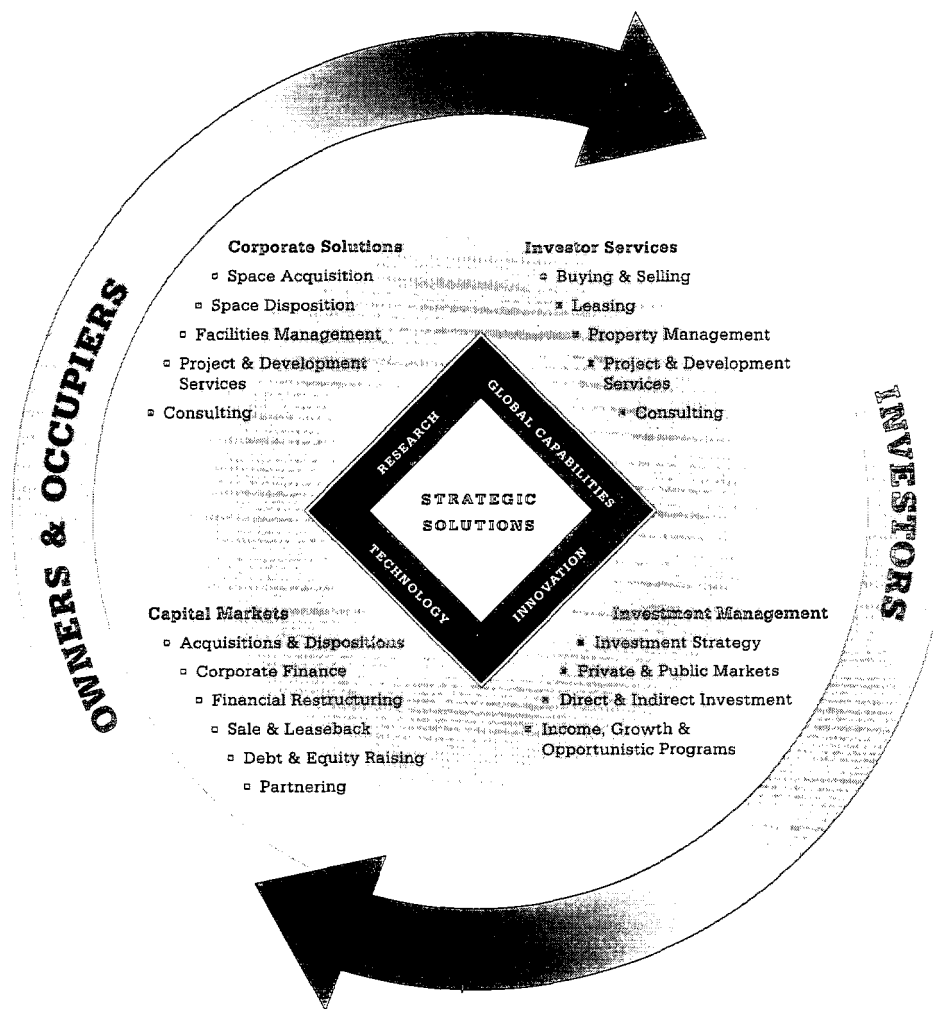 OWNERS & OCCUPIERS
Corporate Solutions
Space Acquisition
Space Disposition
Facilities Management
Project & Development
Services
Consulting
Investor Services
Buying & Selling
Leasing
Property Management
Project & Development
Services
Consulting
INVESTORS
RESEARCH
GLOBAL CAPABILITIES
STRATEGIC
SOLUTIONS
TECHNOLOGY
INNOVATION
Capital Markets
Acquisitions & Dispositions
Corporate Finance
Financial Restructuring
Sale & Leaseback
Debt & Equity Raising
Partnering
Investment Management
Investment Strategy
Private & Public Markets
Direct & Indirect Investment
Income, Growth &
Opportunistic Programs